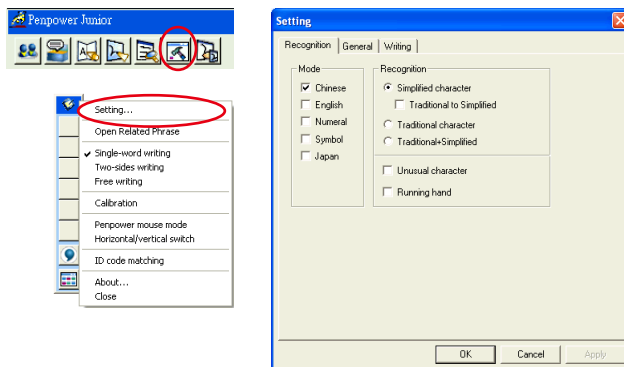 Penpower Junior
Setting...
Open Related Phrase
Single-word writing
Two-sides writing
Free writing
Calibration
Penpower mouse mode
Horizontal/vertical switch
ID code matching
About...
Close
Setting
Recognition General Writing
Mode
Chinese
English
Numeral
Symbol
Japan
Recognition
Simplified character
Traditional to Simplified
Traditional character
Traditional+Simplified
Unusual character
Running hand
OK Cancel Apply